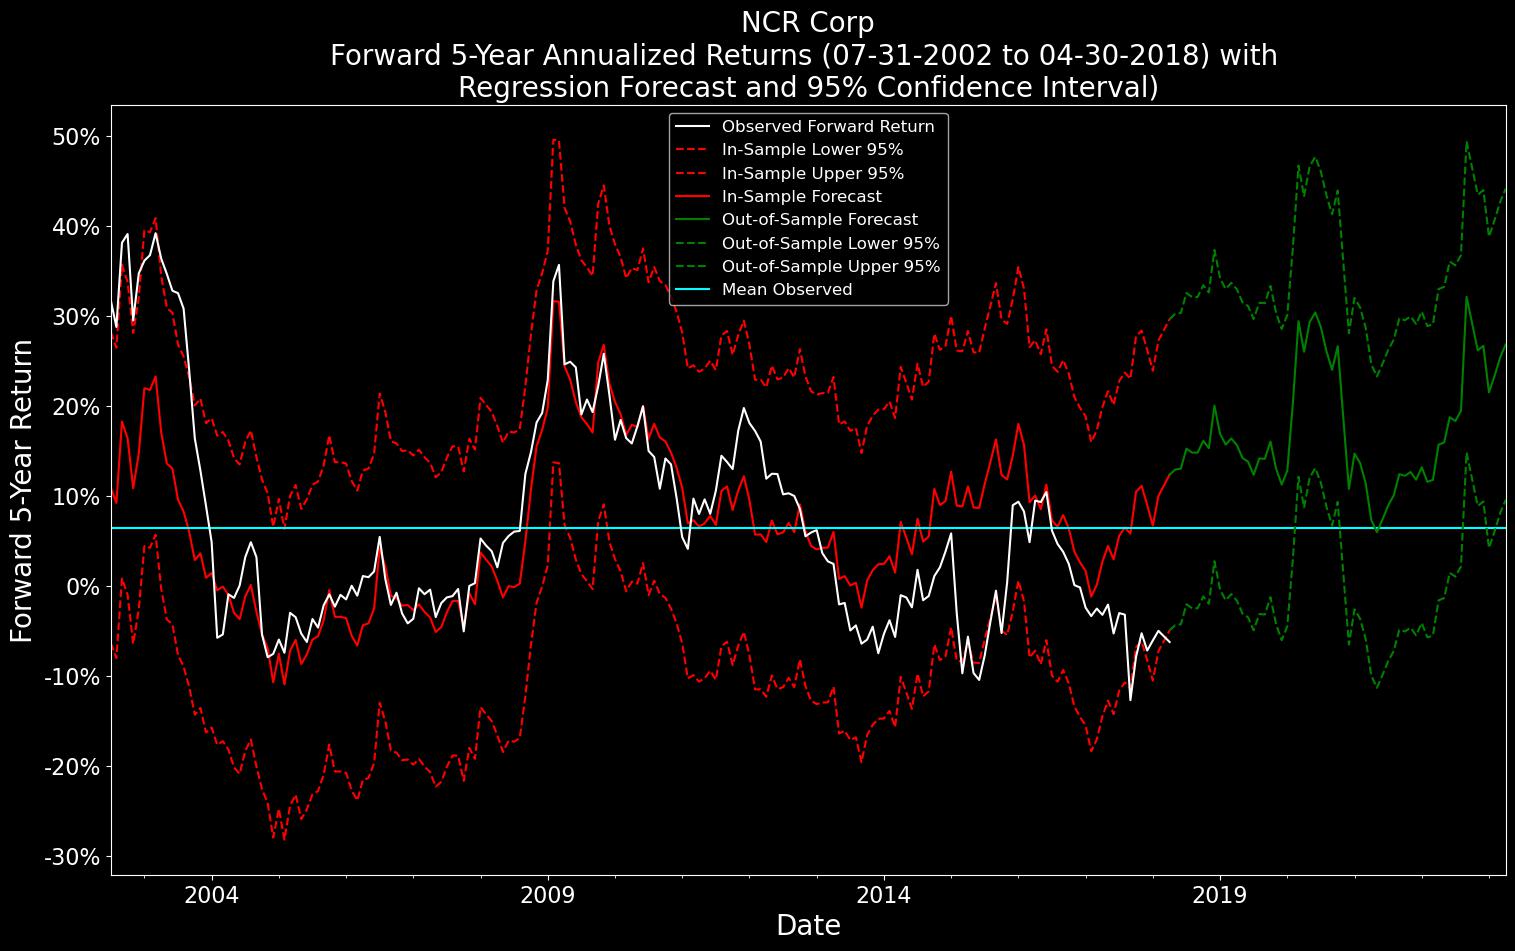 NCR Corp
Forward 5-Year Annualized Returns (07-31-2002 to 04-30-2018) with
Regression Forecast and 95% Confidence Interval)
Observed Forward Return
In-Sample Lower 95%
In-Sample Upper 95%
In-Sample Forecast
Out-of-Sample Forecast
Out-of-Sample Lower 95%
Out-of-Sample Upper 95%
Mean Observed
Forward 5-Year Return
50%
40%
30%
20%
10%
0%
-10%
-20%
-30%
2004
2009
2014
2019
Date